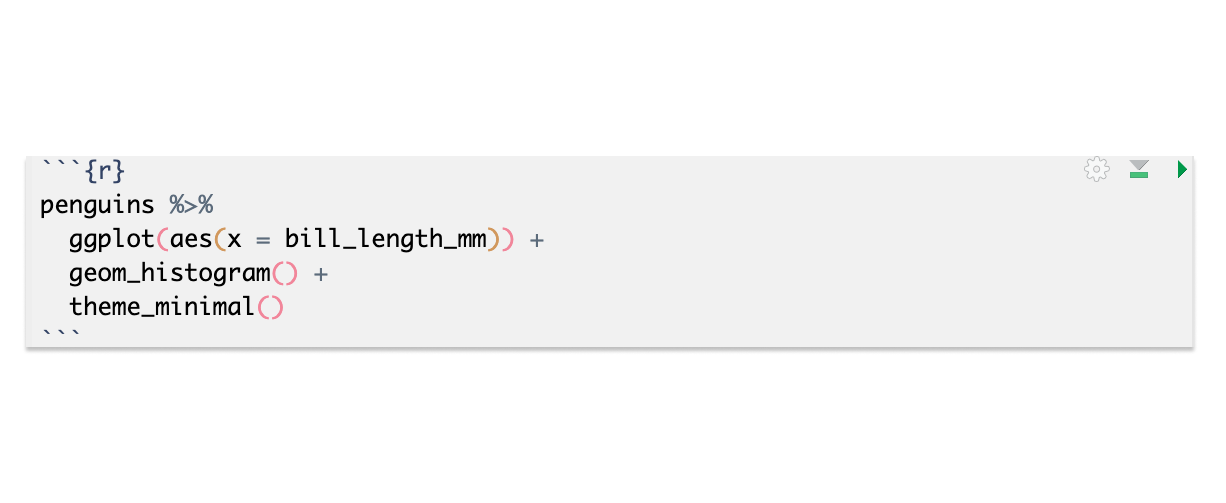 ```{r}
penguins %>%
  ggplot(aes(x = bill_length_mm)) +
  geom_histogram() +
  theme_minimal()
```